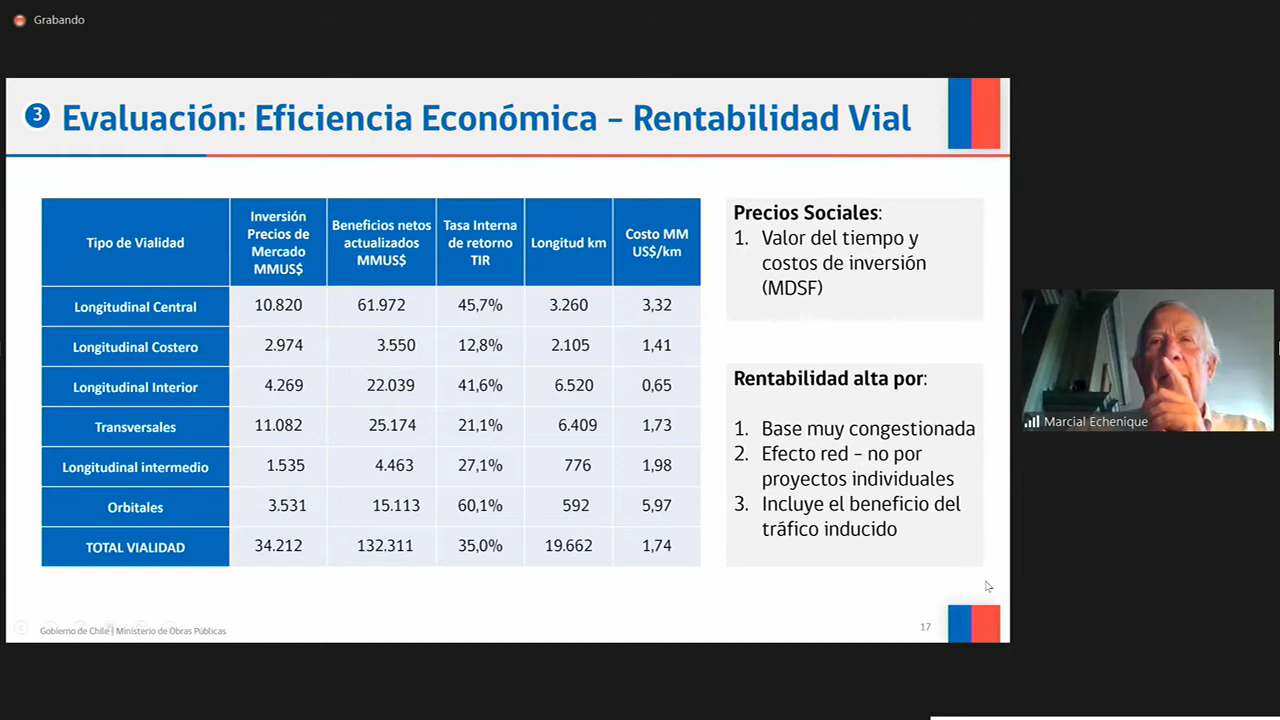 Grabando
3 Evaluación: Eficiencia Económica – Rentabilidad Vial
Tipo de Vialidad
Inversión
Precios de
Mercado
MMUS$
Beneficios netos
actualizados
MMUS$
Tasa Interna
de retorno
TIR
Longitud km
Costo MM
US$/km
Longitudinal Central 10.820 61.972 45,7% 3.260 3,32
Longitudinal Costero 2.974 3.550 12,8% 2.105 1,41
Longitudinal Interior 4.269 22.039 41,6% 6.520 0,65
Transversales 11.082 25.174 21,1% 6.409 1,73
Longitudinal intermedio 1.535 4.463 27,1% 776 1,98
Orbitales 3.531 15.113 60,1% 592 5,97
TOTAL VIALIDAD 34.212 132.311 35,0% 19.662 1,74
Precios Sociales:
1. Valor del tiempo y
costos de inversión
(MDSF)
Rentabilidad alta por:
1. Base muy congestionada
2. Efecto red – no por
proyectos individuales
3. Incluye el beneficio del
tráfico inducido
Marcial Echenique
Gobierno de Chile | Ministerio de Obras Públicas
17